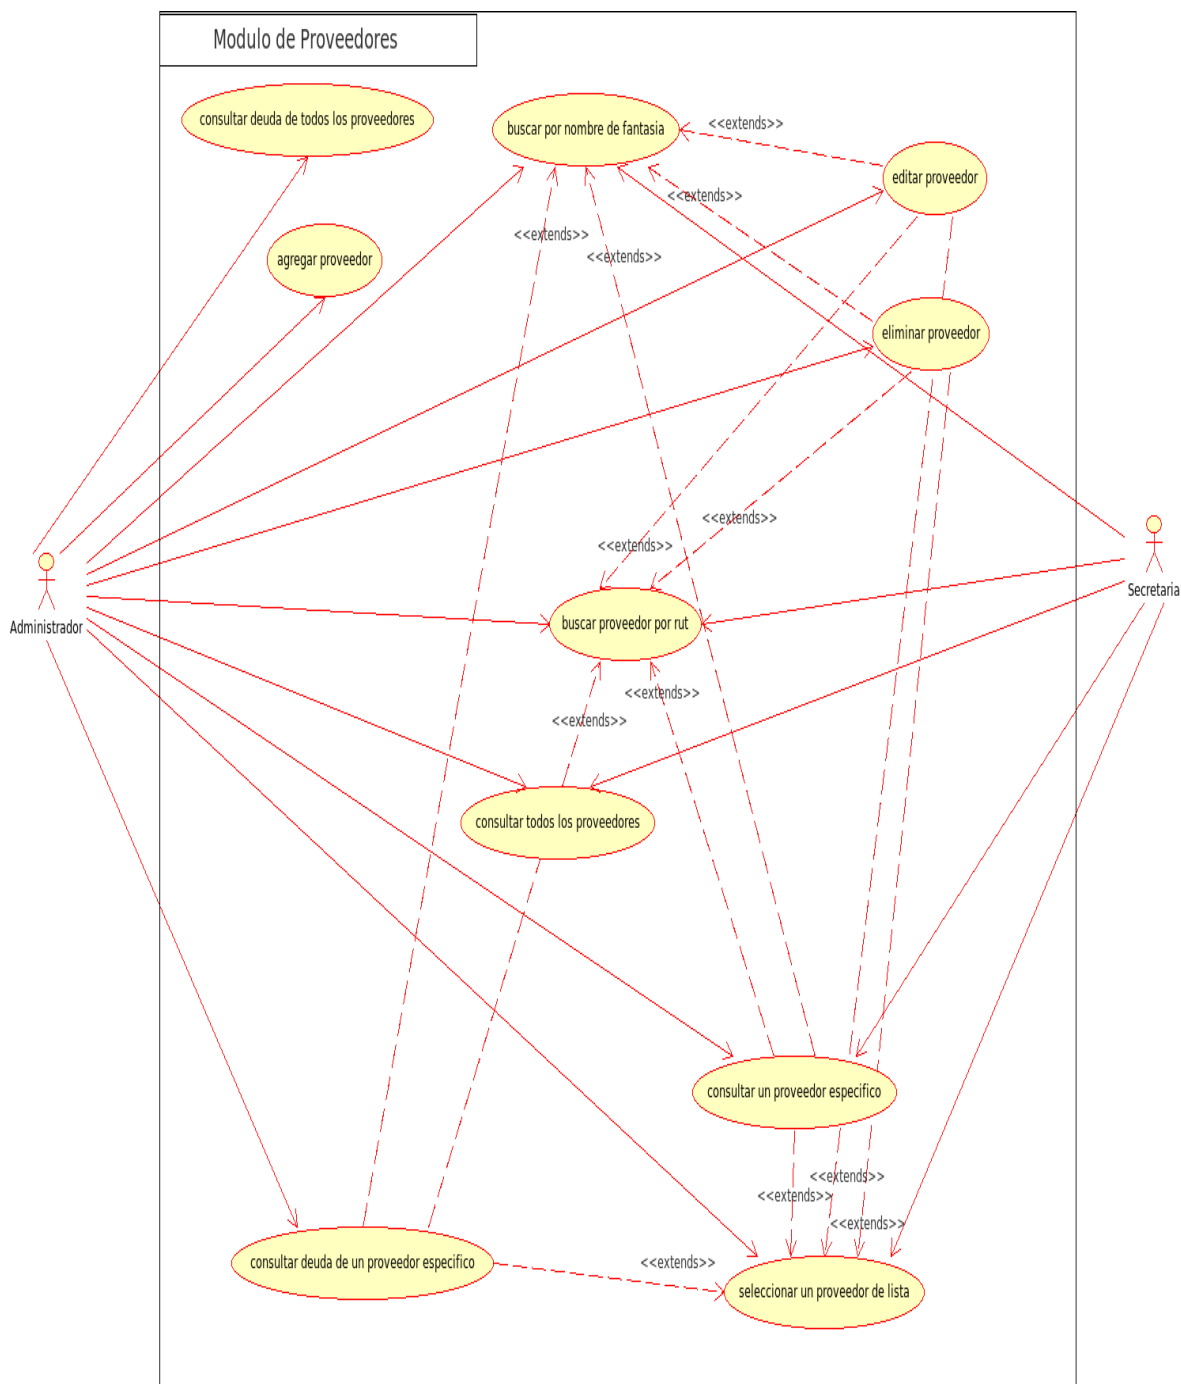 Modulo de Proveedores
consultar deuda de todos los proveedores
buscar por nombre de fantasia
<<extends>>
editar proveedor
<<extends>>
<<extends>>
<<extends>>
agregar proveedor
eliminar proveedor
<<extends>>
<<extends>>
Administrador
Secretaria
buscar proveedor por rut
<<extends>>
<<extends>>
consultar todos los proveedores
consultar un proveedor especifico
<<extends>>
<<extends>>
<<extends>>
consultar deuda de un proveedor especifico
<<extends>>
seleccionar un proveedor de lista